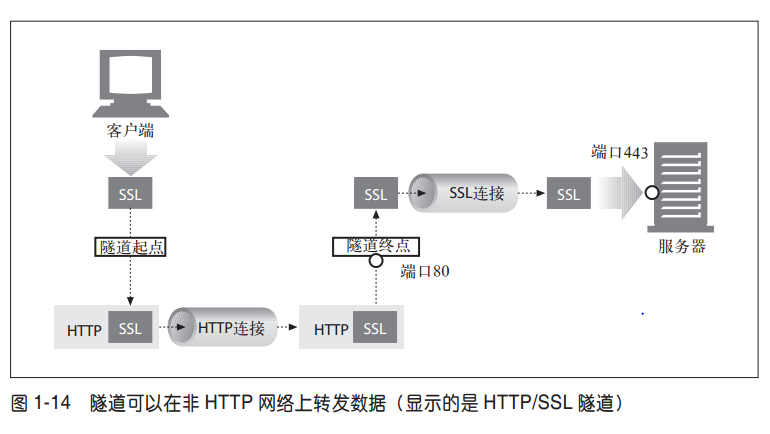 客户端
SSL
隧道起点
HTTP
SSL
HTTP连接
HTTP
SSL
端口80
隧道终点
SSL
SSL连接
SSL
端口443
服务器
图 1-14 隧道可以在非 HTTP 网络上转发数据（显示的是 HTTP/SSL 隧道）